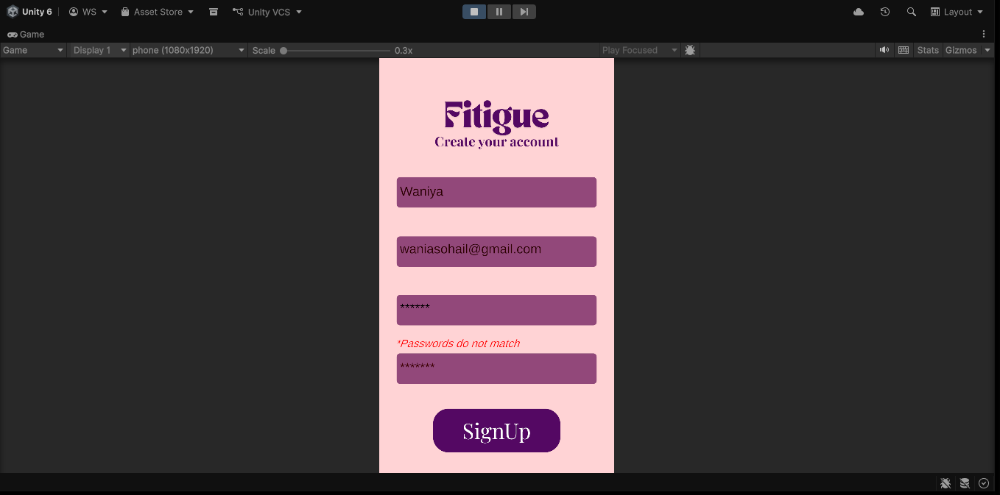 Unity 6 WS Asset Store Unity VCS Layout
Game
Game Display 1 phone (1080x1920) Scale 0.3x Play Focused Stats Gizmos
Fitigue
Create your account
Waniya
waniasohail@gmail.com
******
*Passwords do not match
*******
SignUp